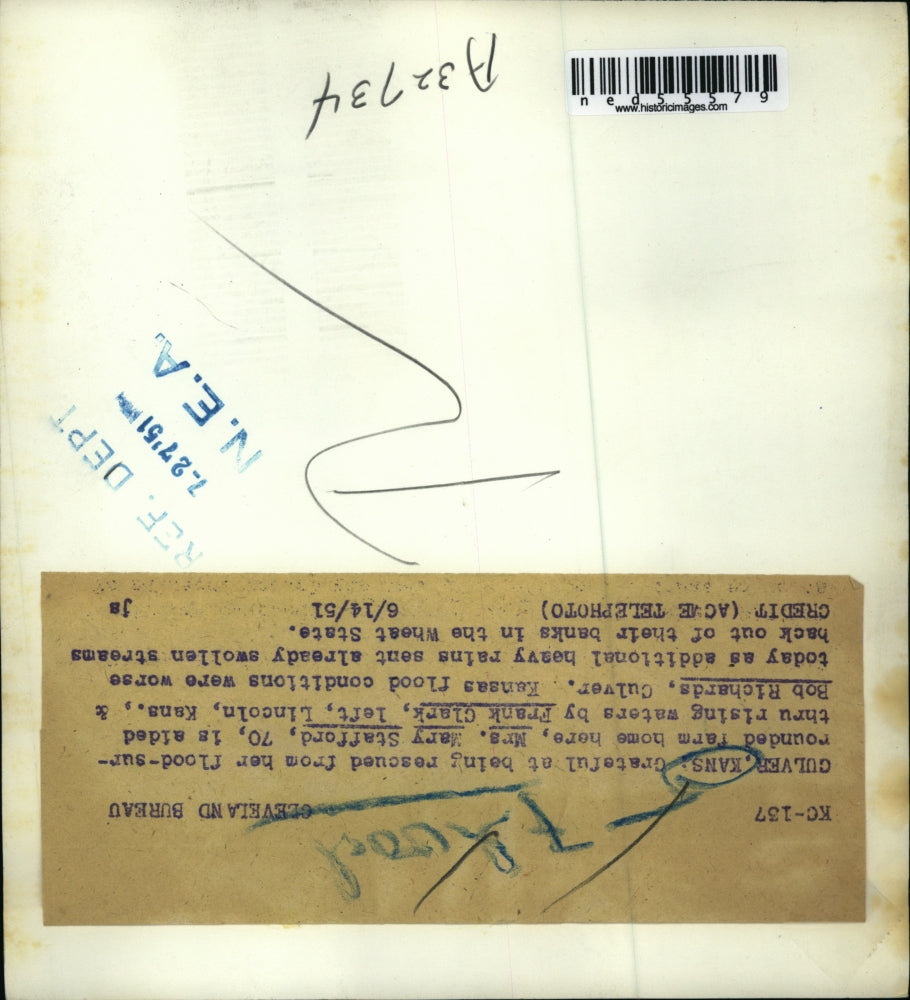 A32734
ned55579
www.historicimages.com
REF. DEPT
7-27'51
N. E. A.
Flood
KC-137 CLEVELAND BUREAU
CULVER, KANS: Grateful at being rescued from her flood-sur-
rounded farm home here, Mrs. Mary Stafford, 70, is aided
thru rising waters by Frank Clark, left, Lincoln, Kans., &
Bob Richards, Culver. Kansas flood conditions were worse
today as additional heavy rains sent already swollen streams
back out of their banks in the Wheat State.
CREDIT (ACME TELEPHOTO) 6/14/51 js